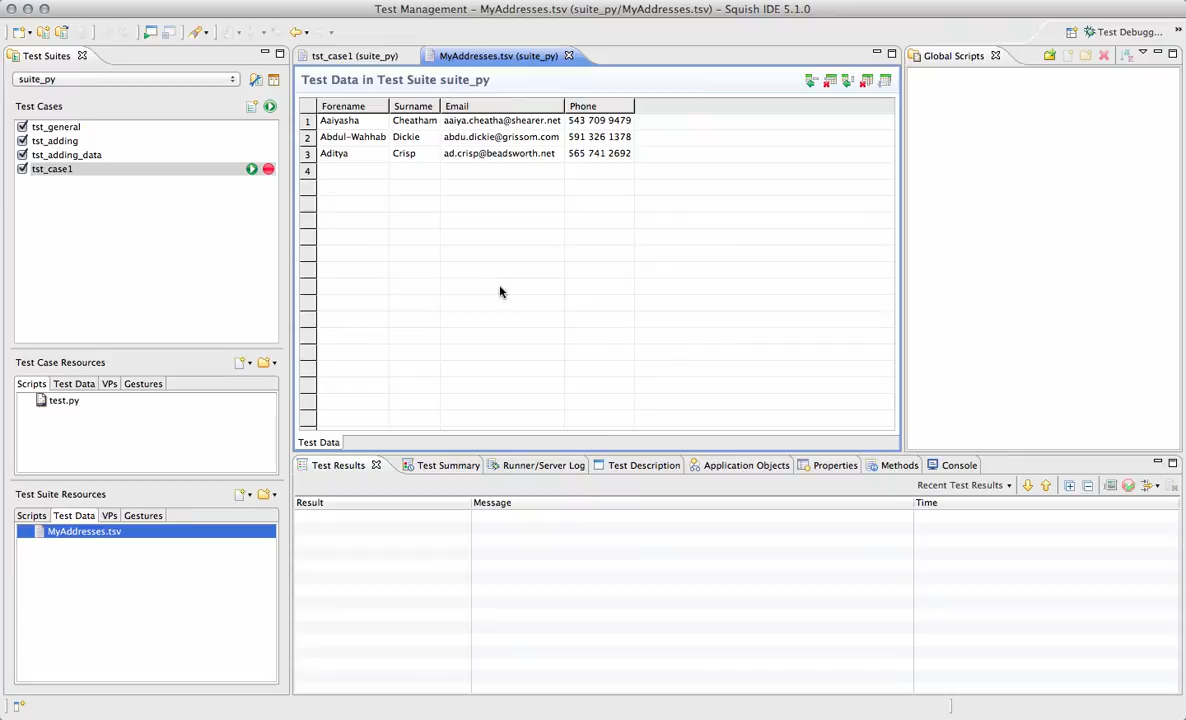 Test Management – MyAddresses.tsv (suite_py/MyAddresses.tsv) – Squish IDE 5.1.0
Test Debugg...
Test Suites
suite_py
Test Cases
tst_general
tst_adding
tst_adding_data
tst_case1
Test Case Resources
Scripts Test Data VPs Gestures
test.py
Test Suite Resources
Scripts Test Data VPs Gestures
MyAddresses.tsv
tst_case1 (suite_py)
MyAddresses.tsv (suite_py)
Test Data in Test Suite suite_py
Forename Surname Email Phone
1 Aaiyasha Cheatham aaiya.cheatha@shearer.net 543 709 9479
2 Abdul-Wahhab Dickie abdu.dickie@grissom.com 591 326 1378
3 Aditya Crisp ad.crisp@beadsworth.net 565 741 2692
4
Test Data
Global Scripts
Test Results Test Summary Runner/Server Log Test Description Application Objects Properties Methods Console
Recent Test Results
Result Message Time